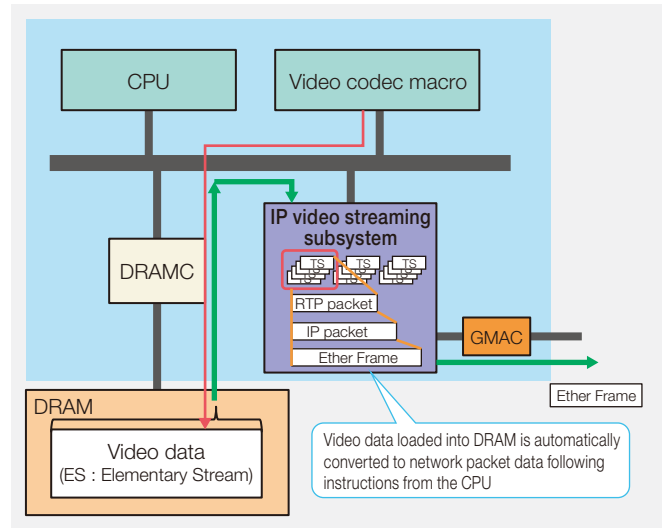 CPU
Video codec macro
IP video streaming
subsystem
TS
TS
TS
RTP packet
IP packet
Ether Frame
DRAMC
GMAC
Ether Frame
DRAM
Video data
(ES : Elementary Stream)
Video data loaded into DRAM is automatically
converted to network packet data following
instructions from the CPU